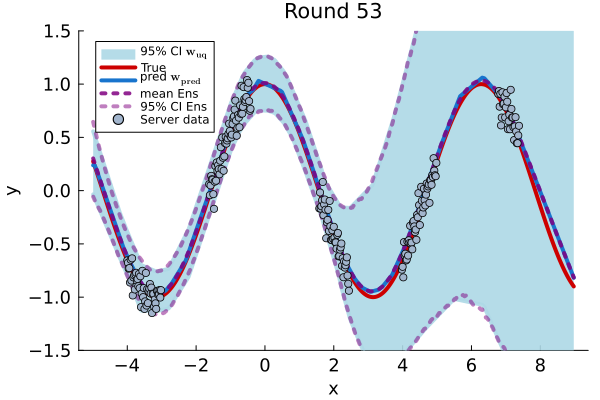 Round 53
95% CI w_uq
True
pred w_pred
mean Ens
95% CI Ens
Server data
y
1.5
1.0
0.5
0.0
−0.5
−1.0
−1.5
−4 −2 0 2 4 6 8
x